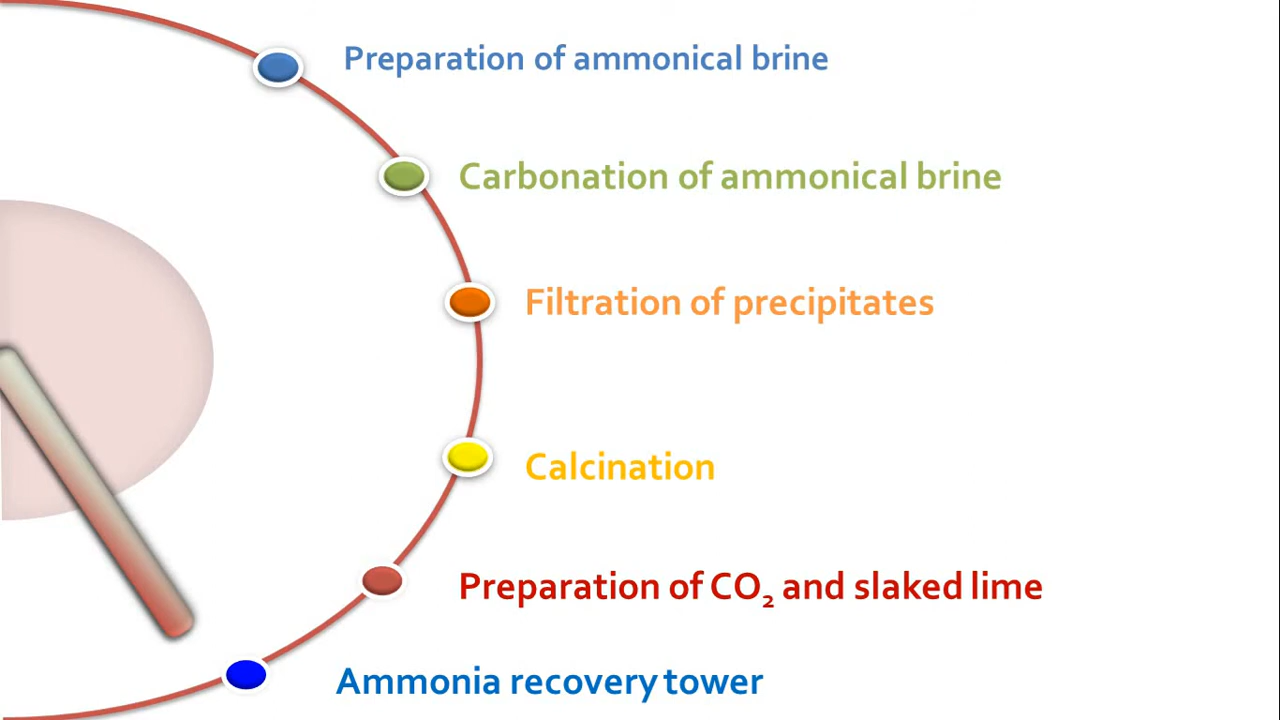 Preparation of ammonical brine
Carbonation of ammonical brine
Filtration of precipitates
Calcination
Preparation of CO₂ and slaked lime
Ammonia recovery tower